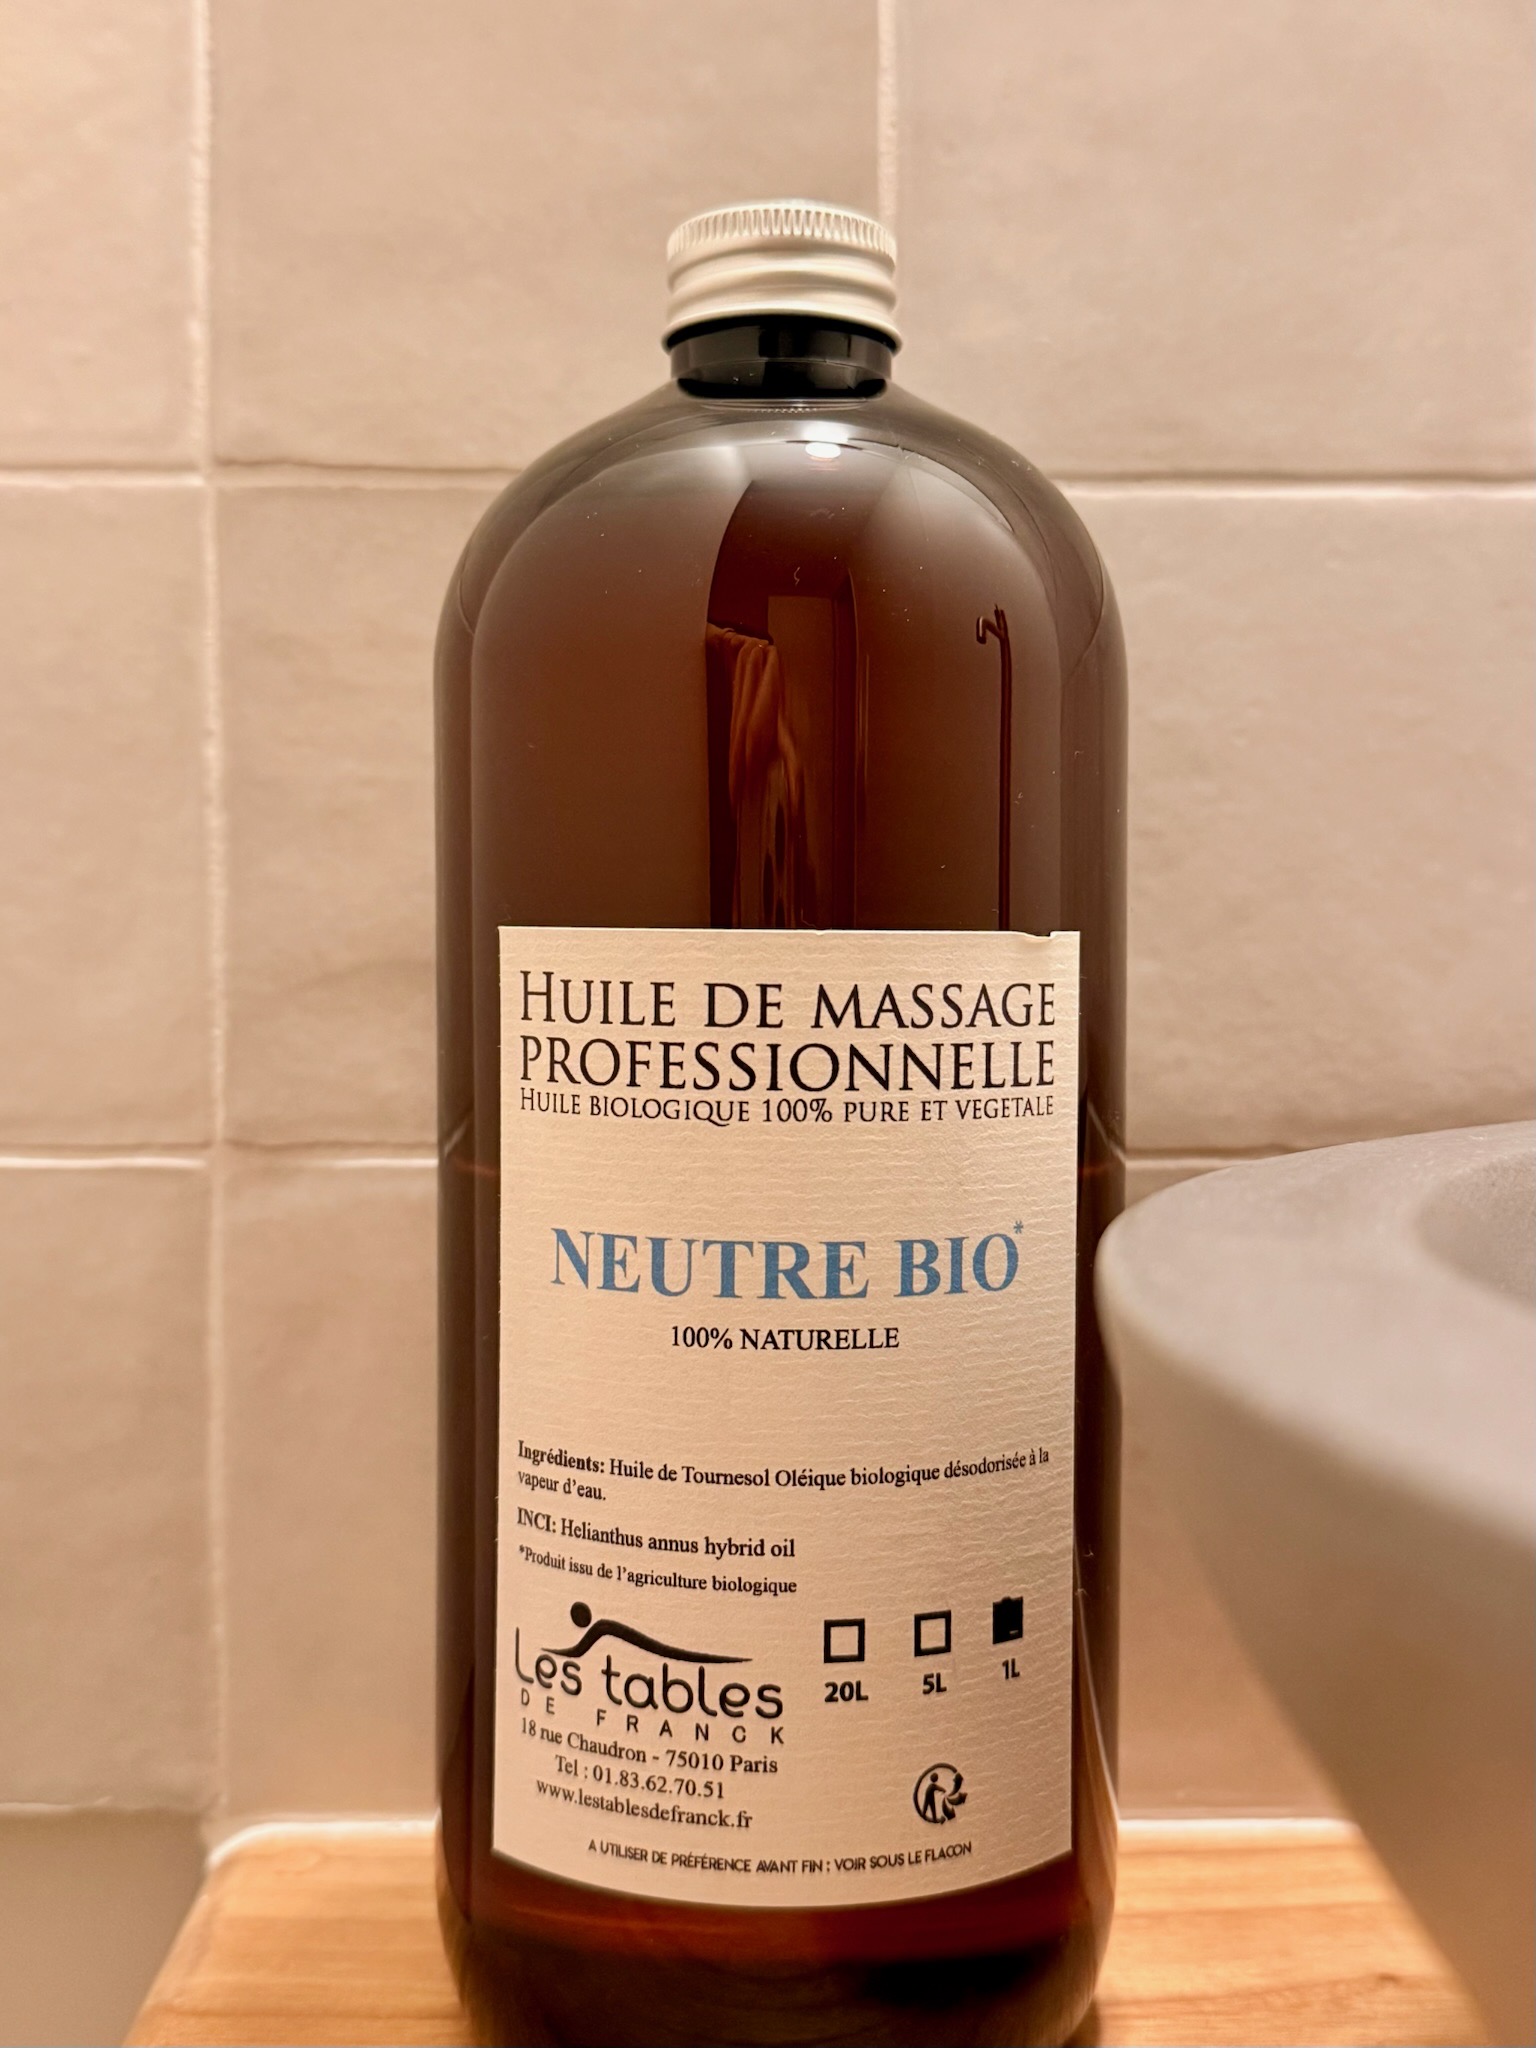 HUILE DE MASSAGE
PROFESSIONNELLE
HUILE BIOLOGIQUE 100% PURE ET VEGETALE
NEUTRE BIO*
100% NATURELLE
Ingrédients: Huile de Tournesol Oléique biologique désodorisée à la
vapeur d'eau.
INCI: Helianthus annus hybrid oil
*Produit issu de l'agriculture biologique
Les tables
DE FRANCK
20L 5L 1L
18 rue Chaudron - 75010 Paris
Tel : 01.83.62.70.51
www.lestablesdefranck.fr
A UTILISER DE PRÉFÉRENCE AVANT FIN : VOIR SOUS LE FLACON